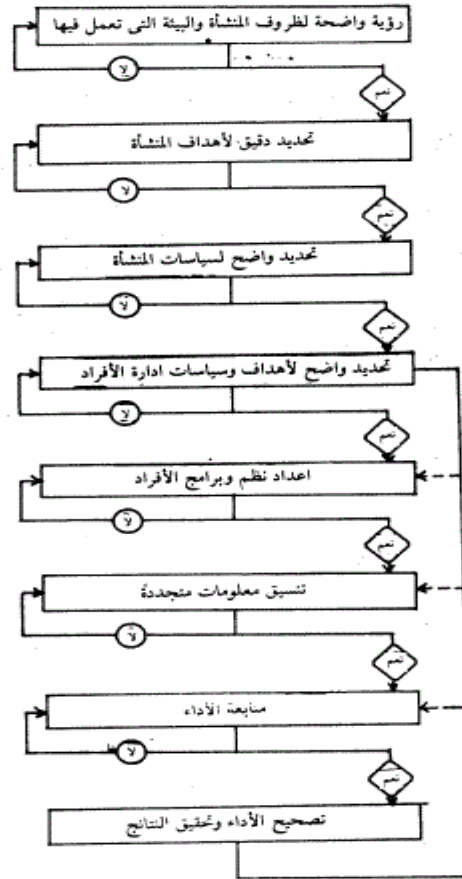 رؤية واضحة لظروف المنشأة والبيئة التى تعمل فيها
لا
نعم
تحديد دقيق لأهداف المنشأة
لا
نعم
تحديد واضح لسياسات المنشأة
لا
نعم
تحديد واضح لأهداف وسياسات ادارة الأفراد
لا
نعم
اعداد نظم وبرامج الأفراد
لا
نعم
تنسيق معلومات متجددة
لا
نعم
متابعة الأداء
لا
نعم
تصحيح الأداء وتحقيق النتائج